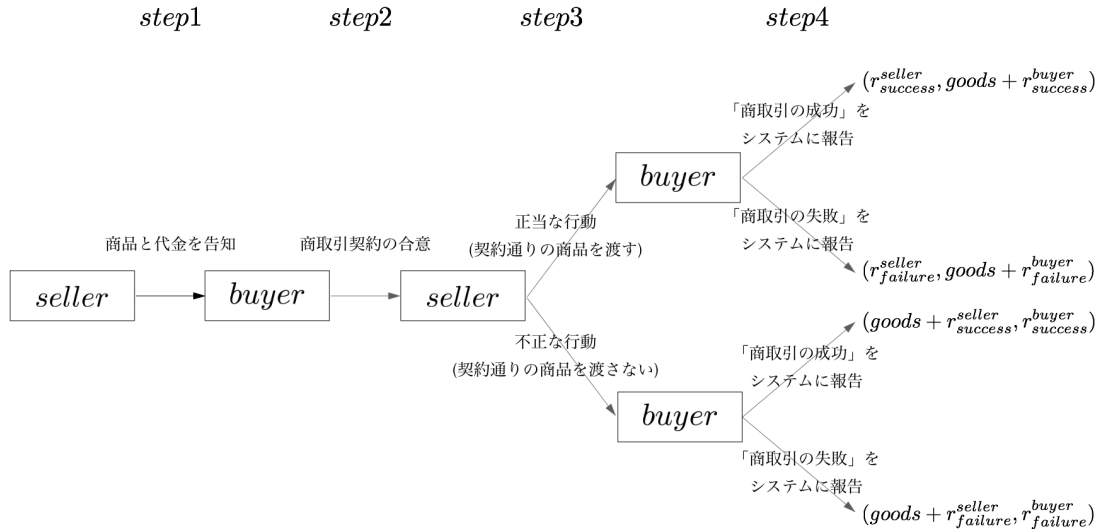 step1 step2 step3 step4
(r^{seller}_{success}, goods + r^{buyer}_{success})
「商取引の成功」を
システムに報告
buyer
正当な行動
(契約通りの商品を渡す)
「商取引の失敗」を
システムに報告
商品と代金を告知
商取引契約の合意
(r^{seller}_{failure}, goods + r^{buyer}_{failure})
seller
buyer
seller
(goods + r^{seller}_{success}, r^{buyer}_{success})
不正な行動
(契約通りの商品を渡さない)
「商取引の成功」を
システムに報告
buyer
「商取引の失敗」を
システムに報告
(goods + r^{seller}_{failure}, r^{buyer}_{failure})